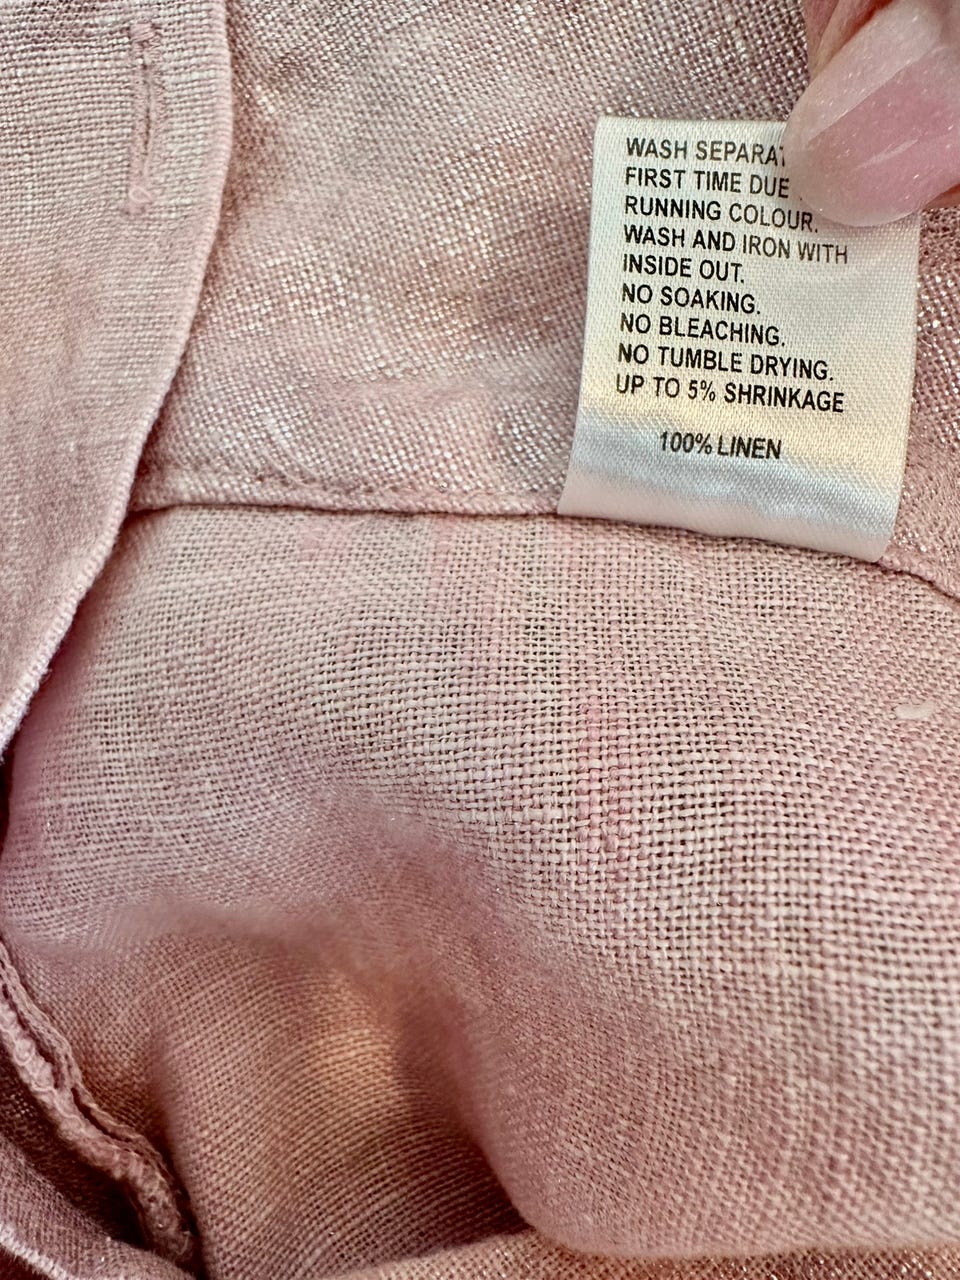 WASH SEPARAT
FIRST TIME DUE
RUNNING COLOUR.
WASH AND IRON WITH
INSIDE OUT.
NO SOAKING.
NO BLEACHING.
NO TUMBLE DRYING.
UP TO 5% SHRINKAGE
100% LINEN